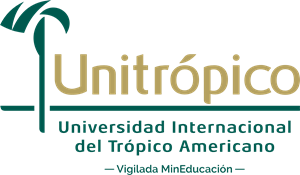 Unitrópico
Universidad Internacional
del Trópico Americano
— Vigilada MinEducación —